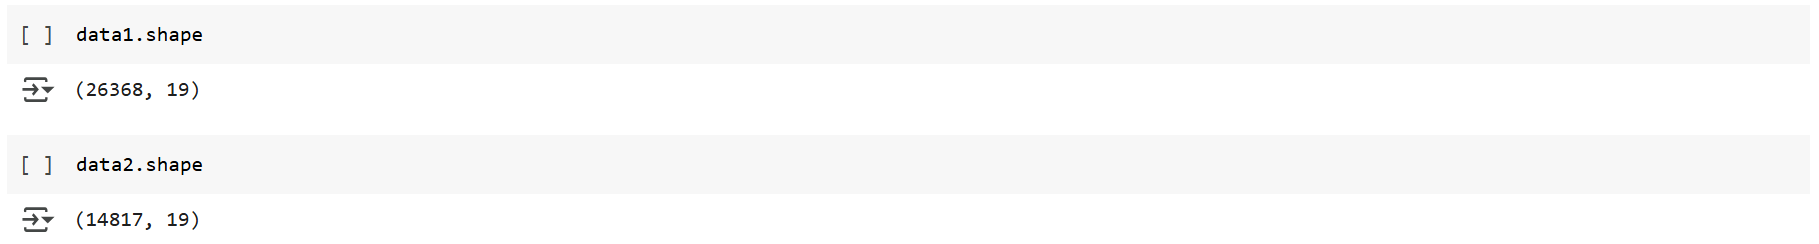 [ ] data1.shape
(26368, 19)
[ ] data2.shape
(14817, 19)